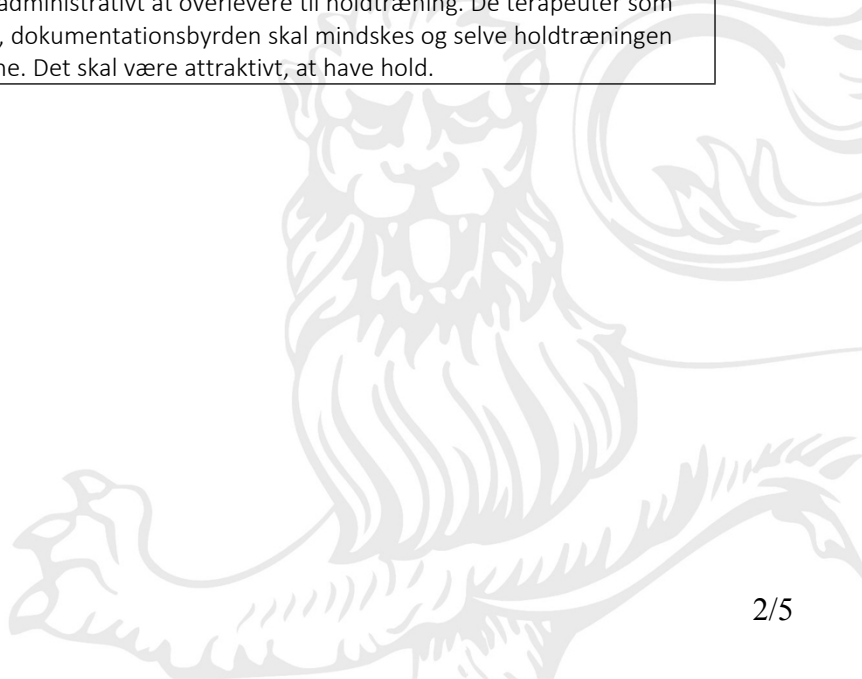 administrativt at overlevere til holdtræning. De terapeuter som
, dokumentationsbyrden skal mindskes og selve holdtræningen
ne. Det skal være attraktivt, at have hold.
2/5